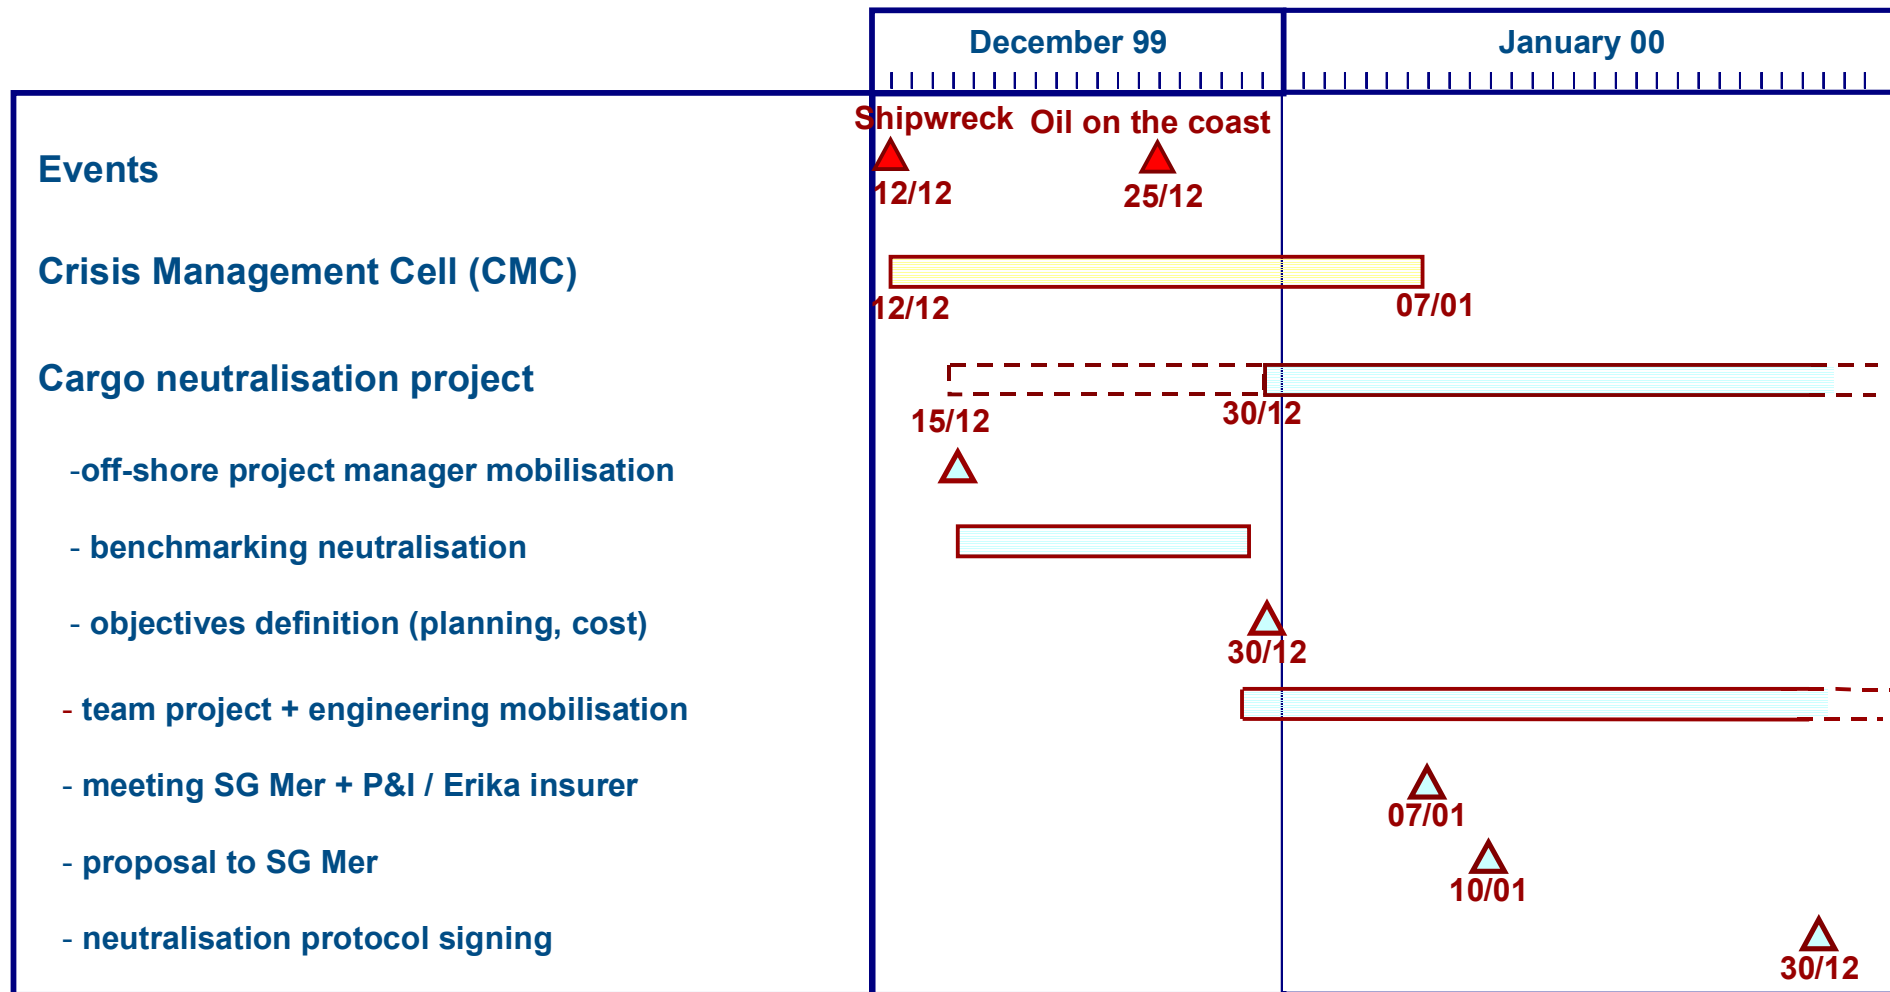 December 99
January 00
Shipwreck
Oil on the coast
Events
12/12
25/12
Crisis Management Cell (CMC)
12/12
07/01
Cargo neutralisation project
15/12
30/12
-off-shore project manager mobilisation
- benchmarking neutralisation
- objectives definition (planning, cost)
30/12
- team project + engineering mobilisation
- meeting SG Mer + P&I / Erika insurer
07/01
- proposal to SG Mer
10/01
- neutralisation protocol signing
30/12